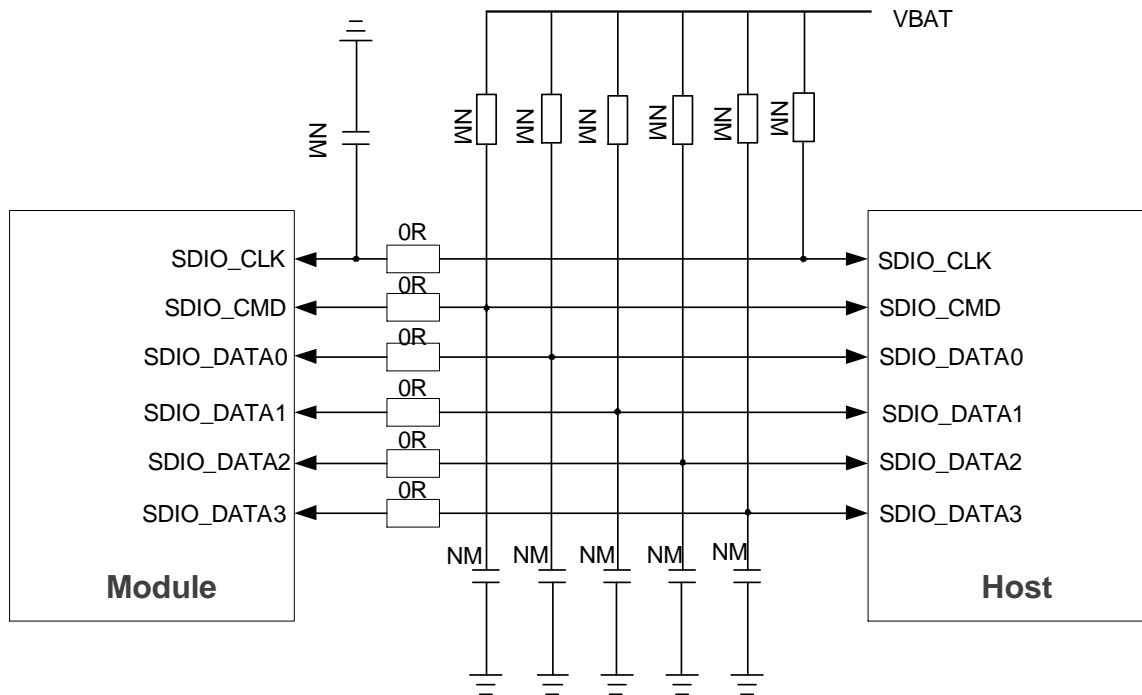 VBAT
NM
NM NM NM NM NM NM
0R
SDIO_CLK SDIO_CLK
0R
SDIO_CMD SDIO_CMD
0R
SDIO_DATA0 SDIO_DATA0
0R
SDIO_DATA1 SDIO_DATA1
0R
SDIO_DATA2 SDIO_DATA2
0R
SDIO_DATA3 SDIO_DATA3
NM NM NM NM NM
Module Host